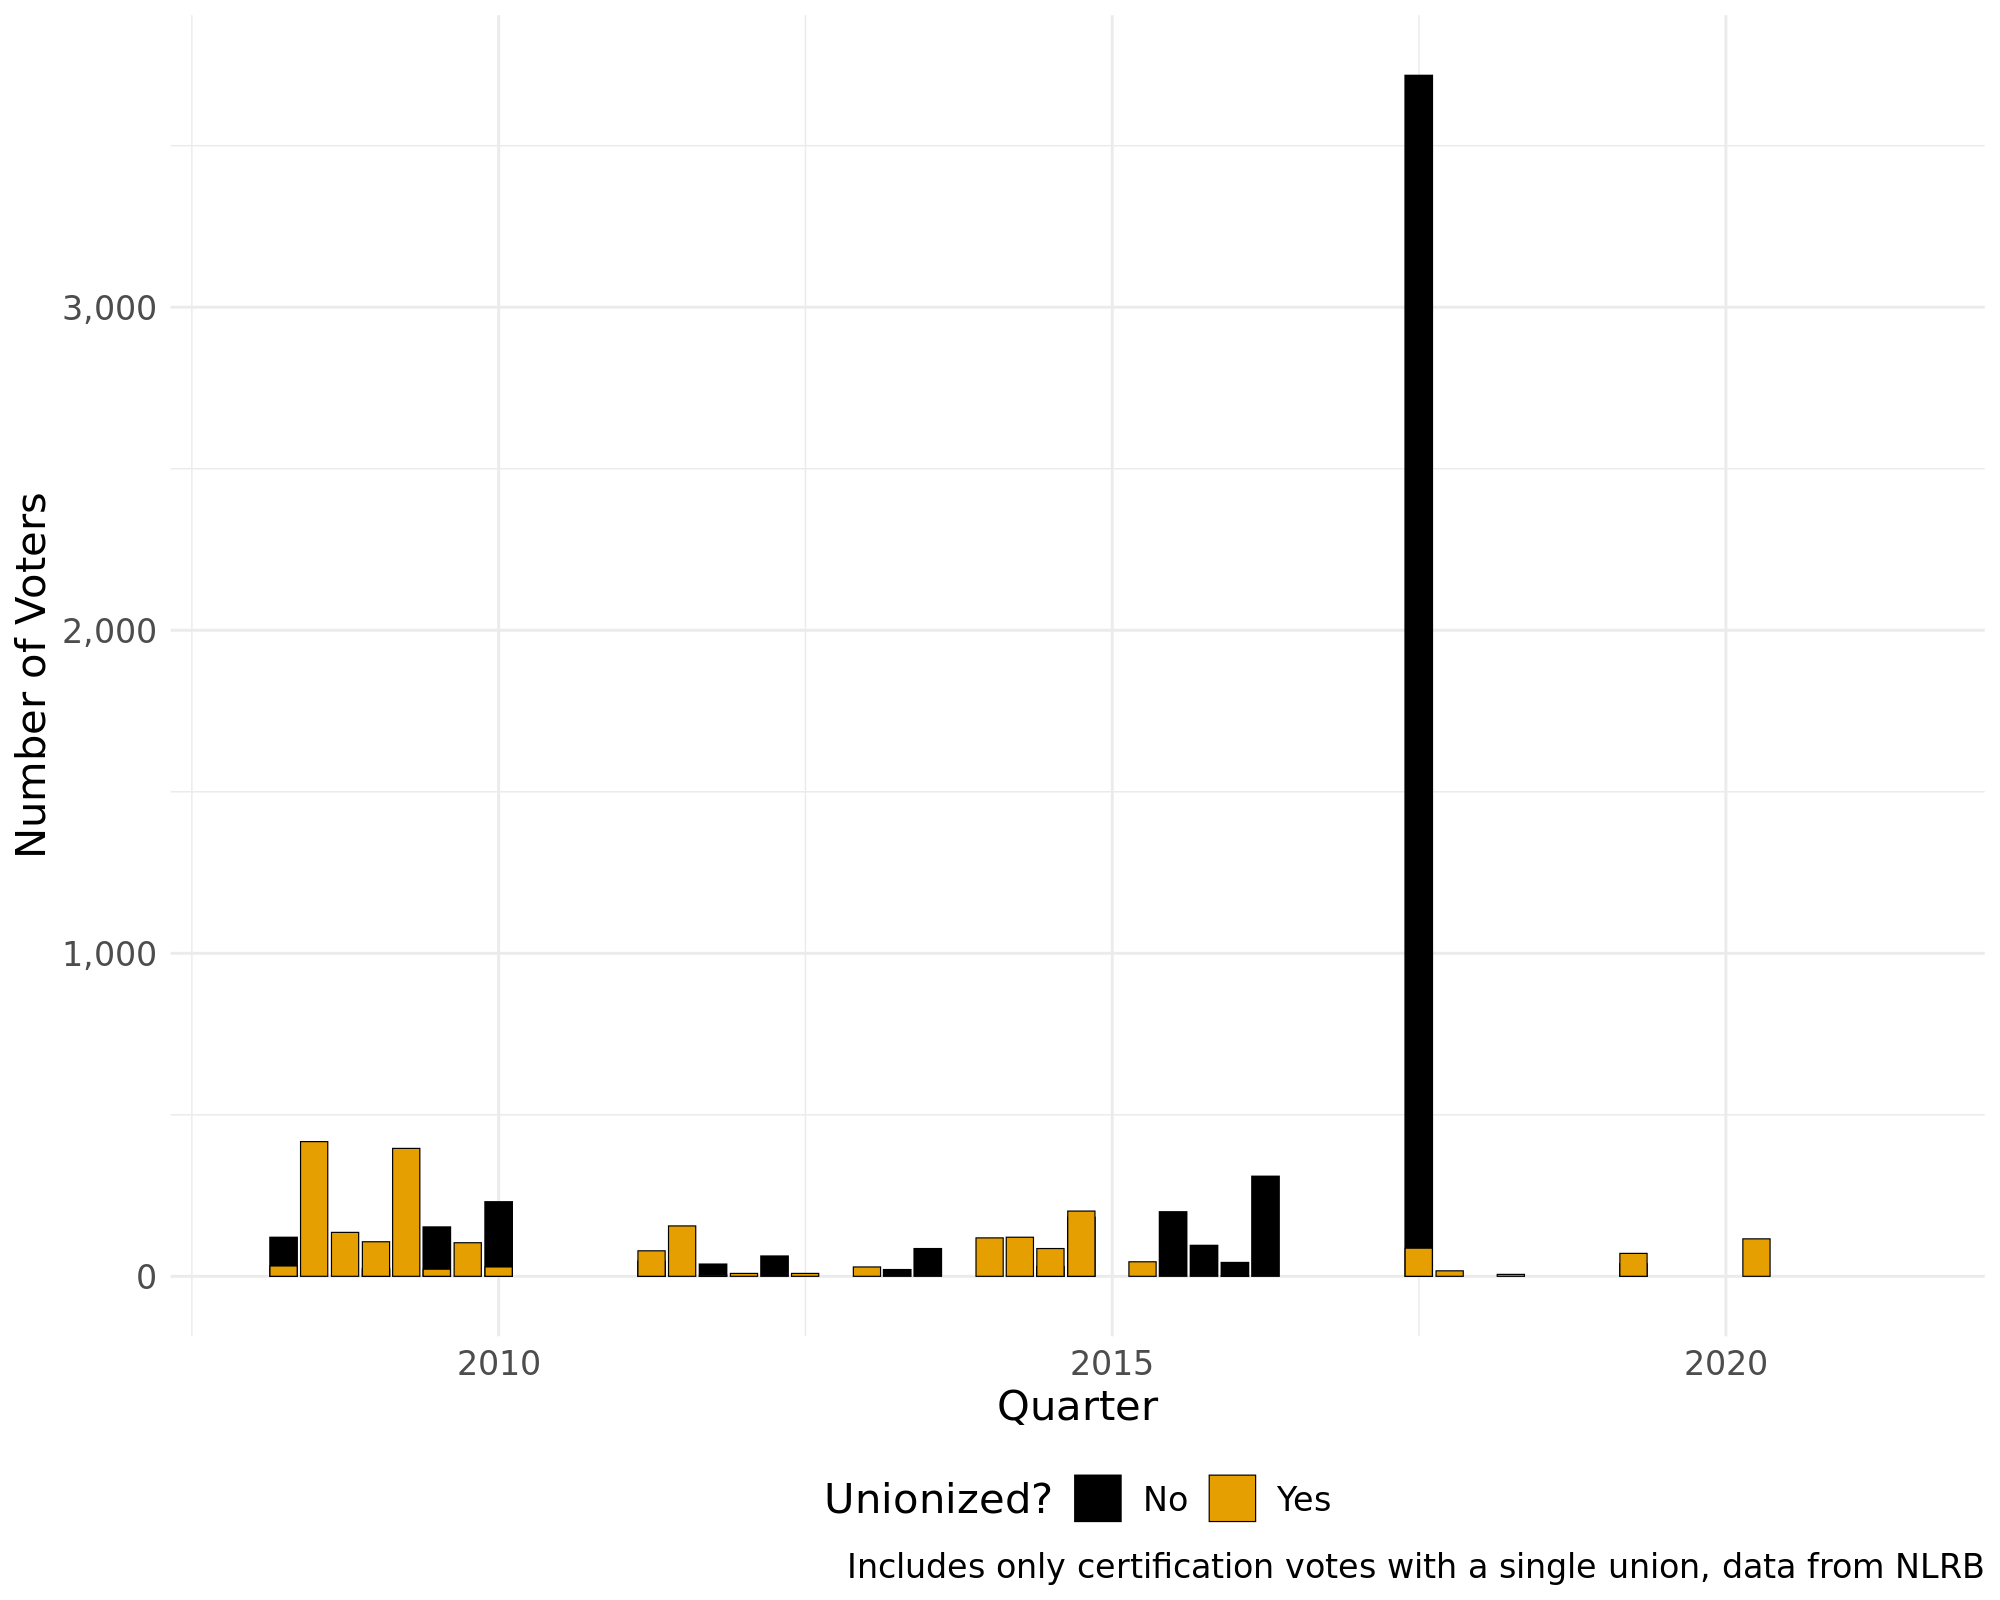 Number of Voters
3,000
2,000
1,000
0
2010 2015 2020
Quarter
Unionized? No Yes
Includes only certification votes with a single union, data from NLRB